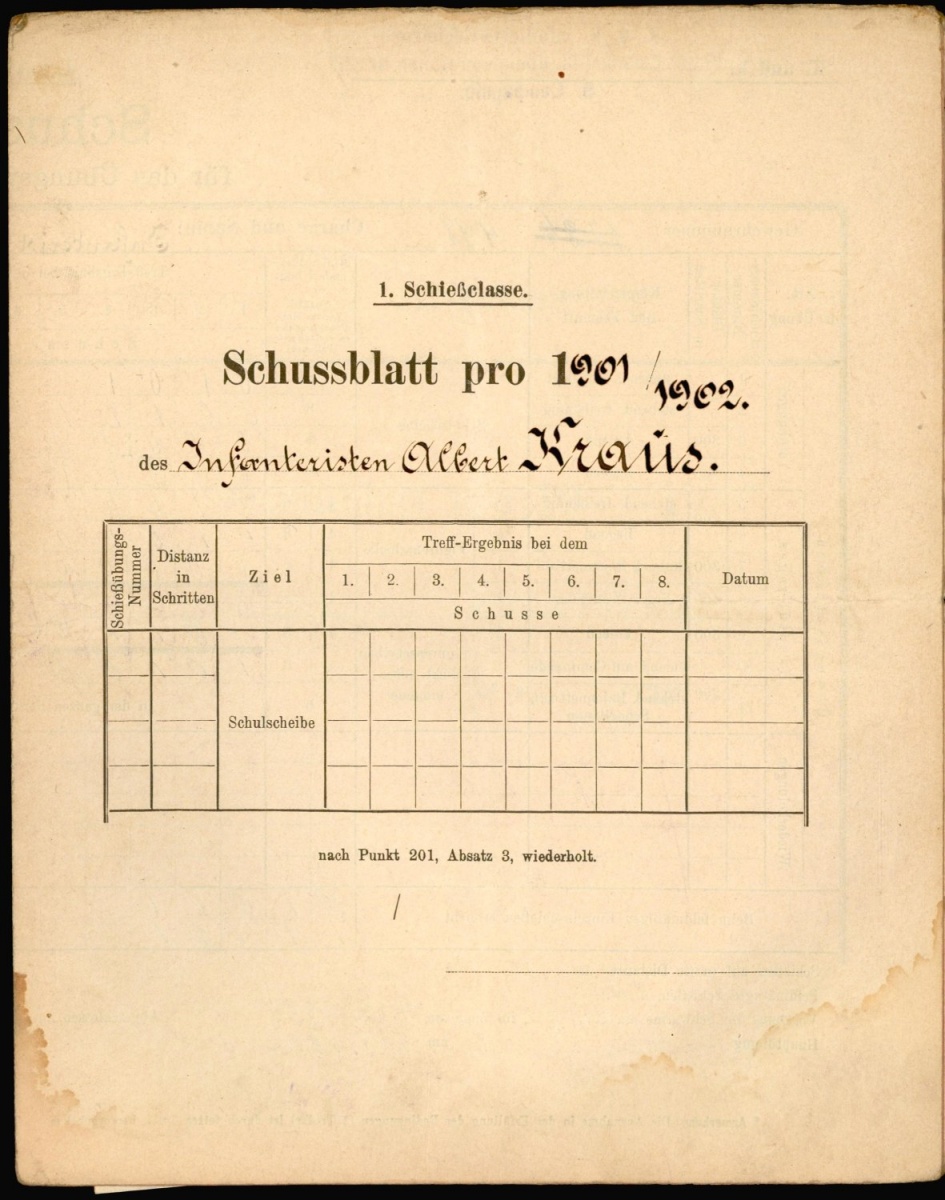 1. Schießclasse.
Schussblatt pro 1901/1902.
des Infanteristen Albert Kraus.
Schießübungs-Nummer
Distanz in Schritten
Ziel
Treff-Ergebnis bei dem
1. 2. 3. 4. 5. 6. 7. 8.
Schusse
Datum
Schulscheibe
nach Punkt 201, Absatz 3, wiederholt.